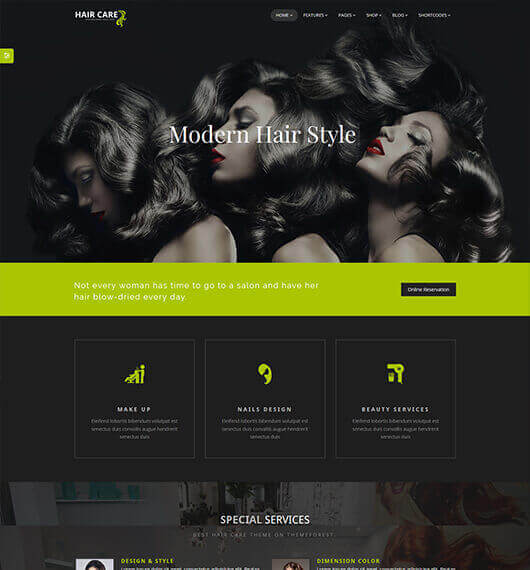 HAIR CARE
HOME FEATURES PAGES SHOP BLOG SHORTCODES
Modern Hair Style
Not every woman has time to go to a salon and have her
hair blow-dried every day.
Online Reservation
MAKE UP
Eleifend lobortis bibendum volutpat est
senectus duis convallis augue hendrerit
senectus duis
NAILS DESIGN
Eleifend lobortis bibendum volutpat est
senectus duis convallis augue hendrerit
senectus duis
BEAUTY SERVICES
Eleifend lobortis bibendum volutpat est
senectus duis convallis augue hendrerit
senectus duis
SPECIAL SERVICES
BEST HAIR CARE THEME ON THEMEFOREST
DESIGN & STYLE
DIMENSION COLOR